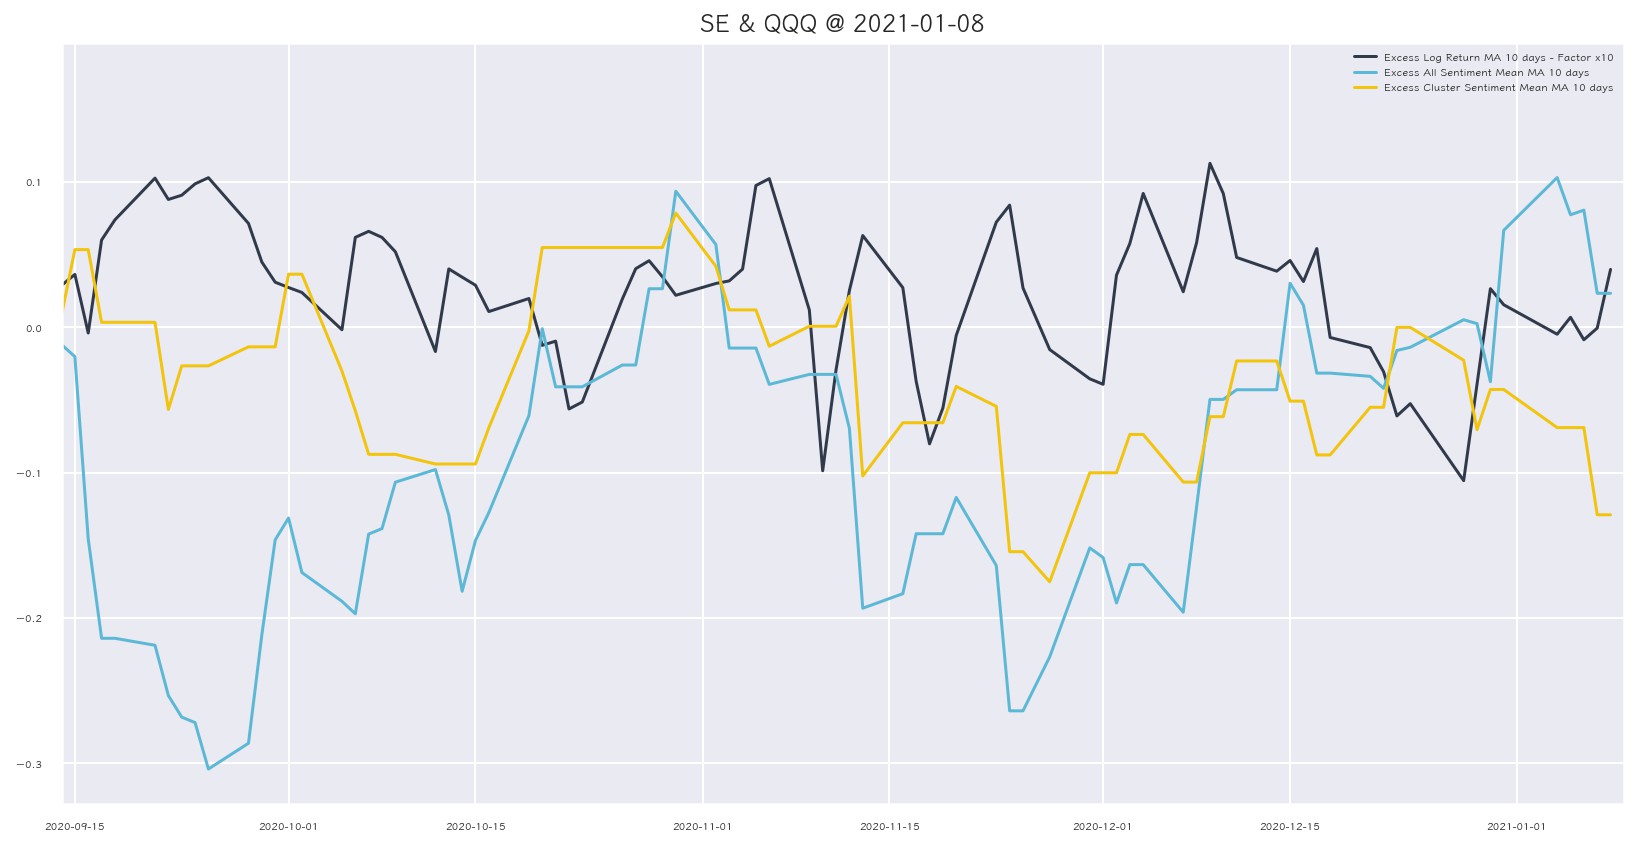 SE & QQQ @ 2021-01-08
Excess Log Return MA 10 days - Factor x10
Excess All Sentiment Mean MA 10 days
Excess Cluster Sentiment Mean MA 10 days
0.1
0.0
−0.1
−0.2
−0.3
2020-09-15 2020-10-01 2020-10-15 2020-11-01 2020-11-15 2020-12-01 2020-12-15 2021-01-01